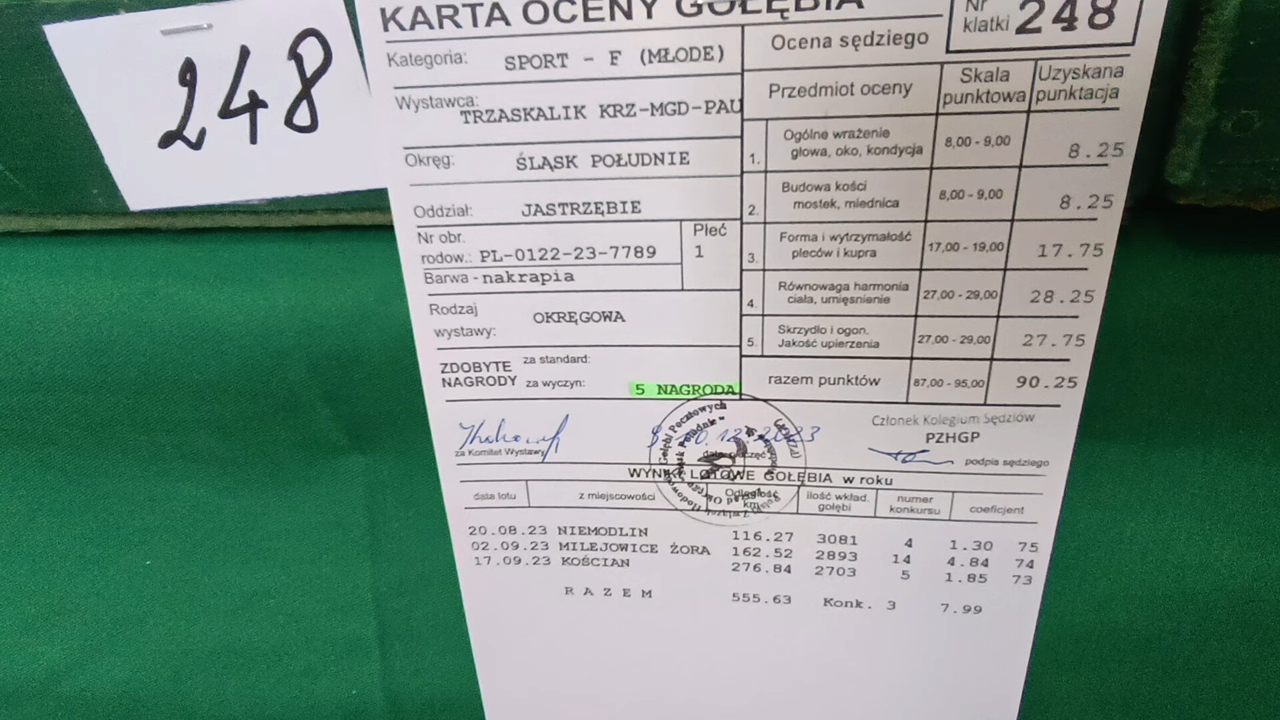 248
KARTA OCENY GOŁĘBIA
Nr klatki 248
Kategoria: SPORT - F (MŁODE)
Wystawca: TRZASKALIK KRZ-MGD-PAU
Okręg: ŚLĄSK POŁUDNIE
Oddział: JASTRZĘBIE
Nr obr. rodow.: PL-0122-23-7789
Płeć 1
Barwa - nakrapia
Rodzaj wystawy: OKRĘGOWA
ZDOBYTE NAGRODY
za standard:
za wyczyn: 5 NAGRODA
Ocena sędziego
Przedmiot oceny Skala punktowa Uzyskana punktacja
1. Ogólne wrażenie głowa, oko, kondycja 8,00 - 9,00 8.25
2. Budowa kości mostek, miednica 8,00 - 9,00 8.25
3. Forma i wytrzymałość pleców i kupra 17,00 - 19,00 17.75
4. Równowaga harmonia ciała, umięsnienie 27,00 - 29,00 28.25
5. Skrzydło i ogon. Jakość upierzenia 27,00 - 29,00 27.75
razem punktów 87,00 - 95,00 90.25
za Komitet Wystawy
10.12.2023
Członek Kolegium Sędziów
PZHGP
podpis sędziego
WYNIKI LOTOWE GOŁĘBIA w roku
data lotu z miejscowości Odległość km ilość wkład. gołębi numer konkursu coeficjent
20.08.23 NIEMODLIN 116.27 3081 4 1.30 75
02.09.23 MILEJOWICE ŻORA 162.52 2893 14 4.84 74
17.09.23 KOŚCIAN 276.84 2703 5 1.85 73
R A Z E M 555.63 Konk. 3 7.99